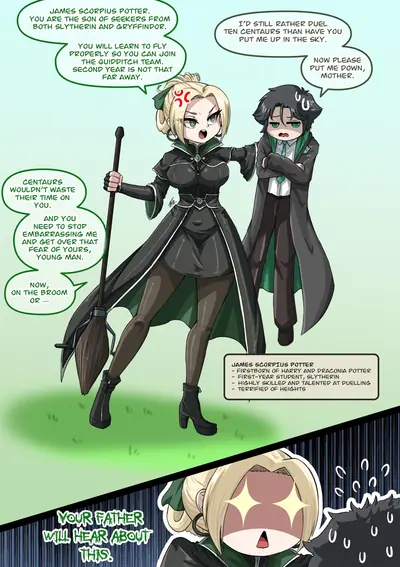 JAMES SCORPIUS POTTER.
YOU ARE THE SON OF SEEKERS FROM
BOTH SLYTHERIN AND GRYFFINDOR.
YOU WILL LEARN TO FLY
PROPERLY SO YOU CAN JOIN
THE QUIDDITCH TEAM.
SECOND YEAR IS NOT THAT
FAR AWAY.
I'D STILL RATHER DUEL
TEN CENTAURS THAN HAVE YOU
PUT ME UP IN THE SKY.
NOW PLEASE
PUT ME DOWN,
MOTHER.
CENTAURS
WOULDN'T WASTE
THEIR TIME ON
YOU.
AND YOU
NEED TO STOP
EMBARRASSING ME
AND GET OVER THAT
FEAR OF YOURS,
YOUNG MAN.
NOW,
ON THE BROOM
OR —
JAMES SCORPIUS POTTER
- FIRSTBORN OF HARRY AND DRACONIA POTTER
- FIRST-YEAR STUDENT, SLYTHERIN
- HIGHLY SKILLED AND TALENTED AT DUELLING
- TERRIFIED OF HEIGHTS
YOUR FATHER
WILL HEAR ABOUT
THIS.